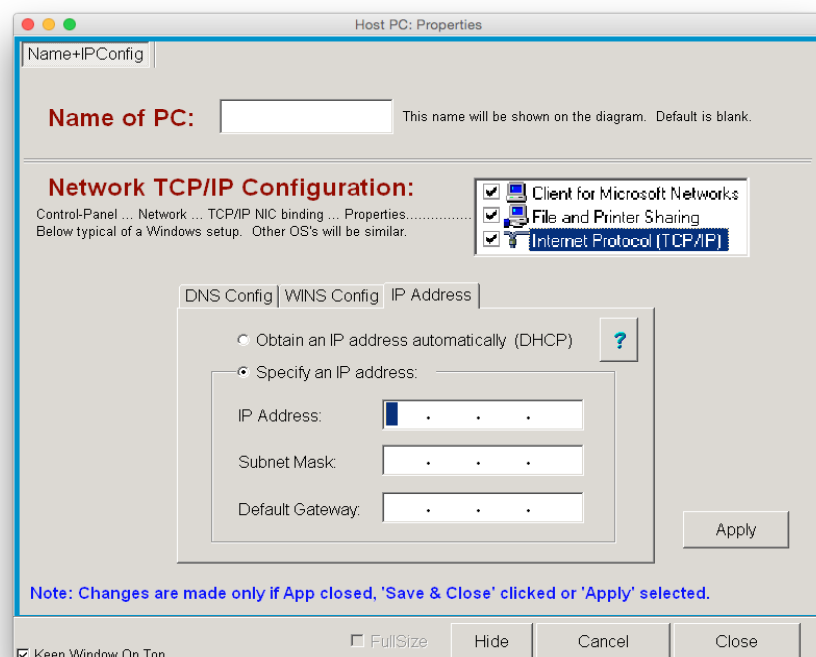 Host PC: Properties
Name+IPConfig
Name of PC:
This name will be shown on the diagram. Default is blank.
Network TCP/IP Configuration:
Control-Panel ... Network ... TCP/IP NIC binding ... Properties.................
Below typical of a Windows setup. Other OS's will be similar.
Client for Microsoft Networks
File and Printer Sharing
Internet Protocol (TCP/IP)
DNS Config WINS Config IP Address
Obtain an IP address automatically (DHCP)
?
Specify an IP address:
IP Address: . . .
Subnet Mask: . . .
Default Gateway: . . .
Apply
Note: Changes are made only if App closed, 'Save & Close' clicked or 'Apply' selected.
Keep Window On Top
FullSize
Hide
Cancel
Close